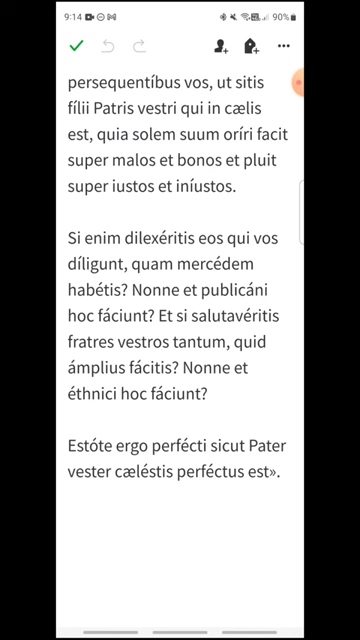 9:14
90%
persequentíbus vos, ut sitis
fílii Patris vestri qui in cælis
est, quia solem suum oríri facit
super malos et bonos et pluit
super iustos et iniústos.
Si enim dilexéritis eos qui vos
díligunt, quam mercédem
habétis? Nonne et publicáni
hoc fáciunt? Et si salutavéritis
fratres vestros tantum, quid
ámplius fácitis? Nonne et
éthnici hoc fáciunt?
Estóte ergo perfécti sicut Pater
vester cæléstis perféctus est».